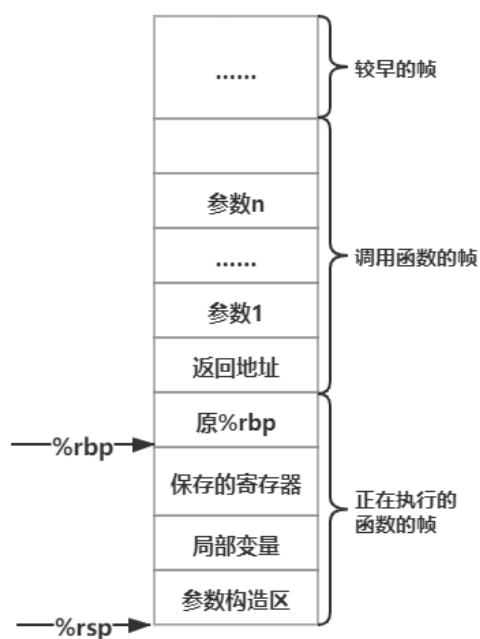 ......
较早的帧
参数n
......
调用函数的帧
参数1
返回地址
原%rbp
%rbp
保存的寄存器
正在执行的
函数的帧
局部变量
参数构造区
%rsp